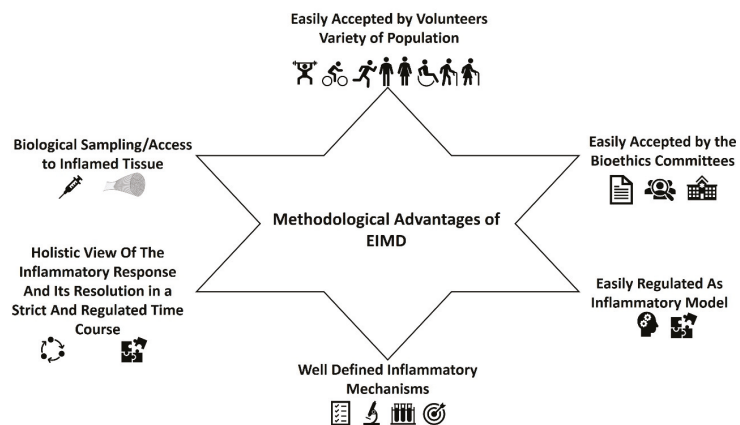 Easily Accepted by Volunteers
Variety of Population
Biological Sampling/Access
to Inflamed Tissue
Easily Accepted by the
Bioethics Committees
Methodological Advantages of
EIMD
Holistic View Of The
Inflammatory Response
And Its Resolution in a
Strict And Regulated Time
Course
Easily Regulated As
Inflammatory Model
Well Defined Inflammatory
Mechanisms